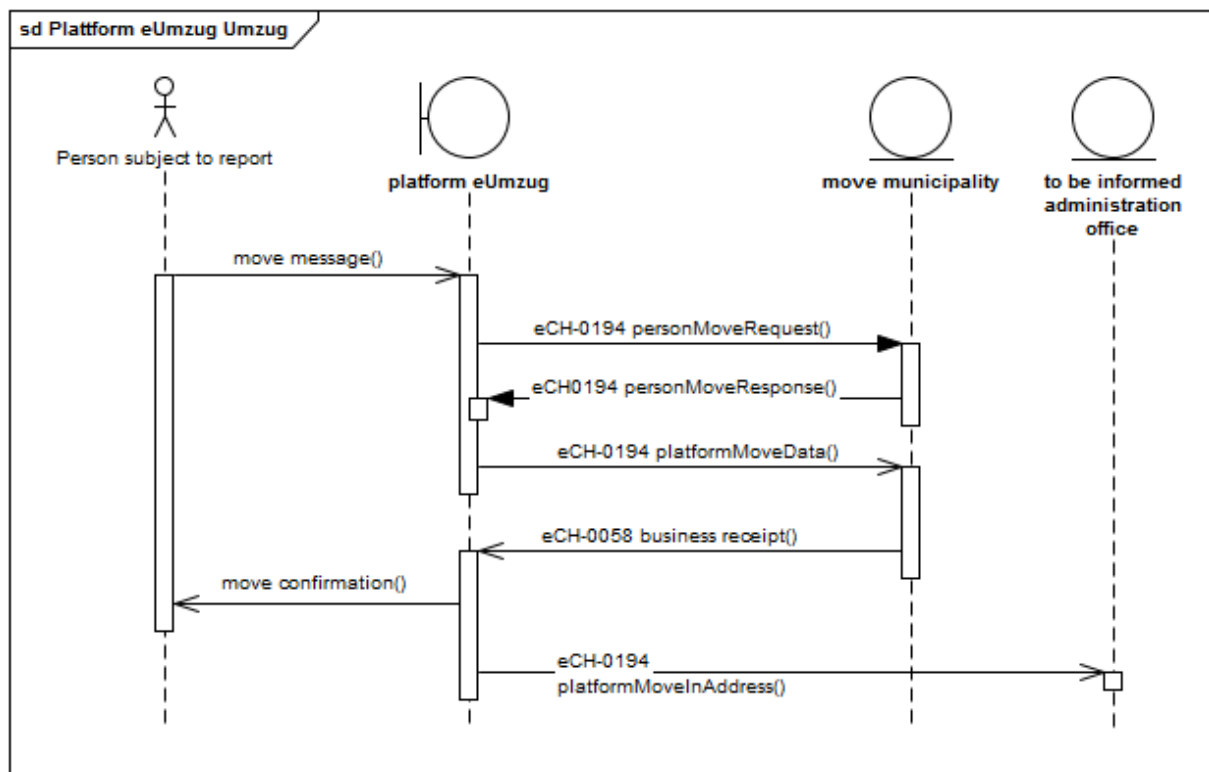 sd Plattform eUmzug Umzug
Person subject to report
platform eUmzug
move municipality
to be informed
administration
office
move message()
eCH-0194 personMoveRequest()
eCH0194 personMoveResponse()
eCH-0194 platformMoveData()
eCH-0058 business receipt()
move confirmation()
eCH-0194
platformMoveInAddress()